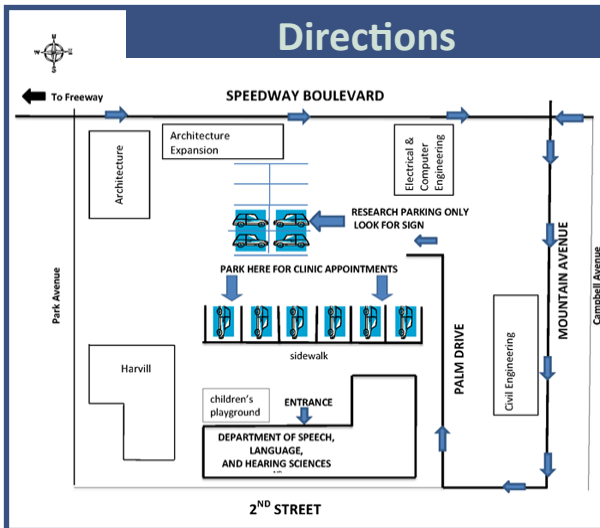 Directions
N
W E
S
To Freeway
SPEEDWAY BOULEVARD
Architecture
Architecture
Expansion
Electrical &
Computer
Engineering
RESEARCH PARKING ONLY
LOOK FOR SIGN
PARK HERE FOR CLINIC APPOINTMENTS
Park Avenue
PALM DRIVE
MOUNTAIN AVENUE
Campbell Avenue
Civil Engineering
sidewalk
Harvill
children's
playground
ENTRANCE
DEPARTMENT OF SPEECH,
LANGUAGE,
AND HEARING SCIENCES
2ND STREET